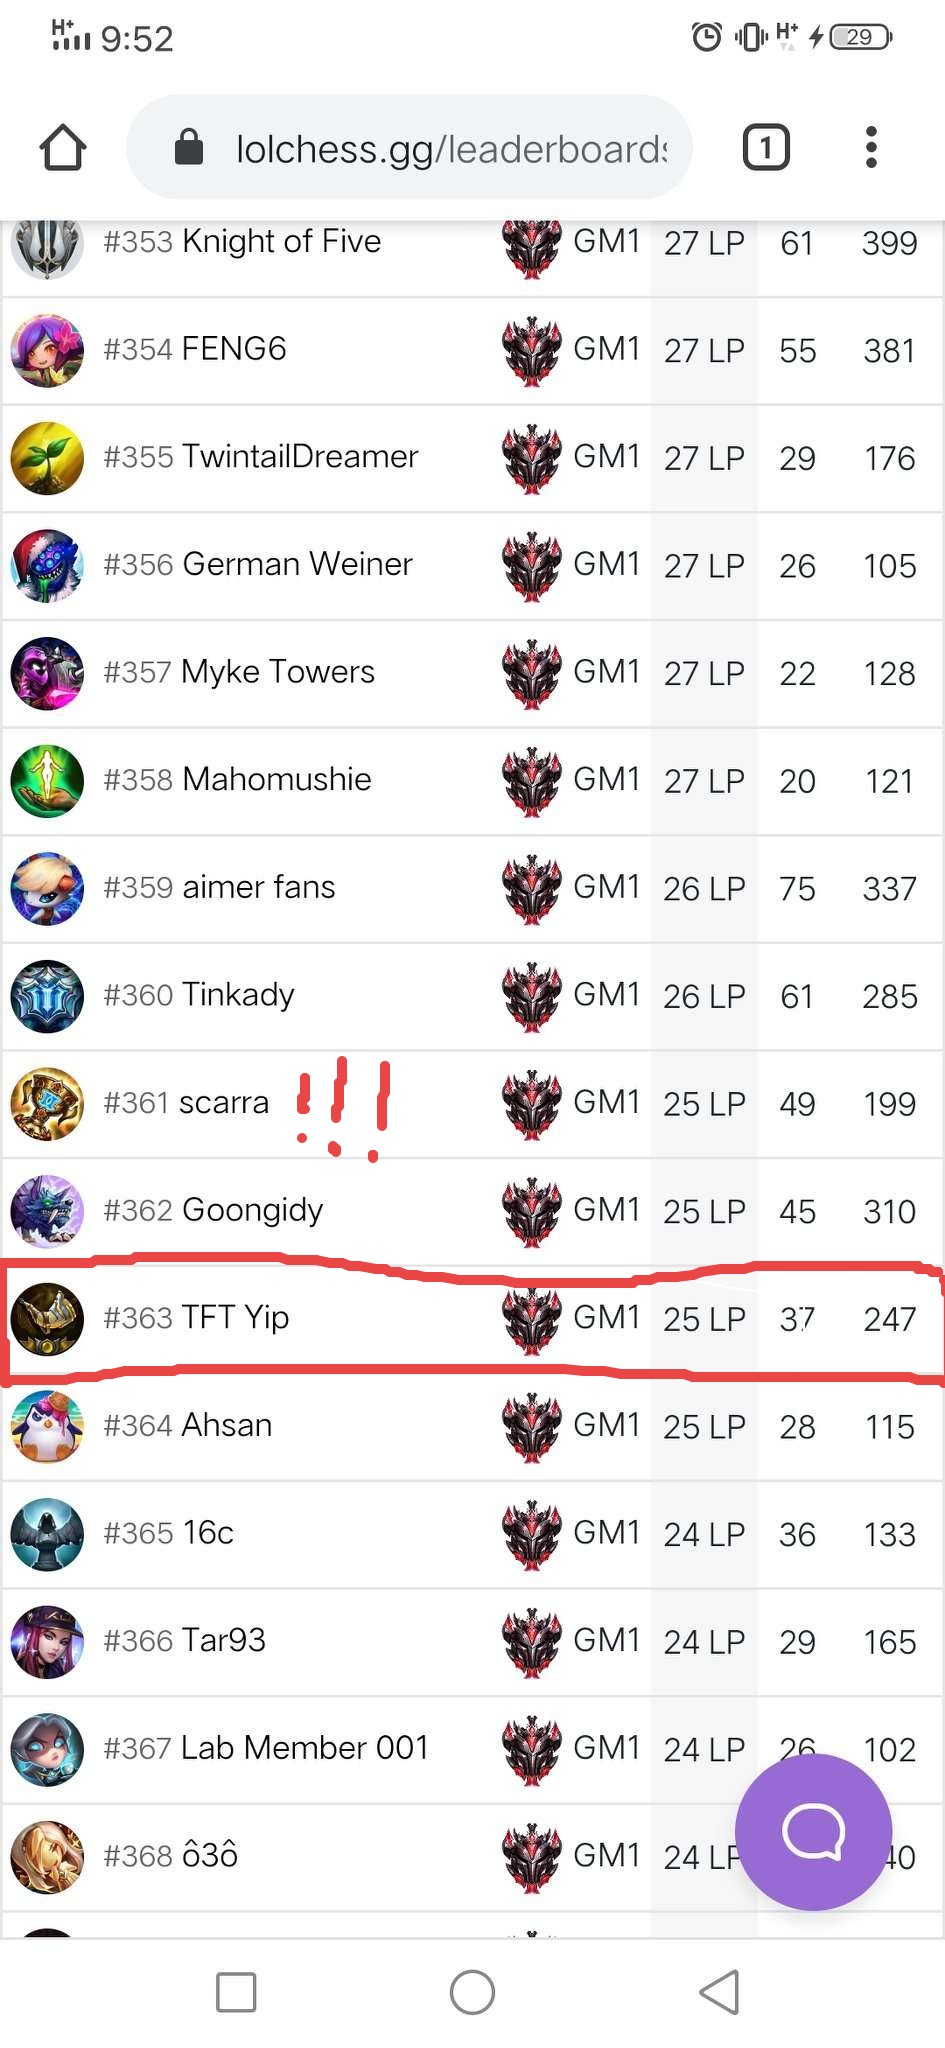 H+ 9:52 H+ 29
lolchess.gg/leaderboards
1
#353 Knight of Five GM1 27 LP 61 399
#354 FENG6 GM1 27 LP 55 381
#355 TwintailDreamer GM1 27 LP 29 176
#356 German Weiner GM1 27 LP 26 105
#357 Myke Towers GM1 27 LP 22 128
#358 Mahomushie GM1 27 LP 20 121
#359 aimer fans GM1 26 LP 75 337
#360 Tinkady GM1 26 LP 61 285
#361 scarra !!! GM1 25 LP 49 199
#362 Goongidy GM1 25 LP 45 310
#363 TFT Yip GM1 25 LP 37 247
#364 Ahsan GM1 25 LP 28 115
#365 16c GM1 24 LP 36 133
#366 Tar93 GM1 24 LP 29 165
#367 Lab Member 001 GM1 24 LP 26 102
#368 ô3ô GM1 24 LP